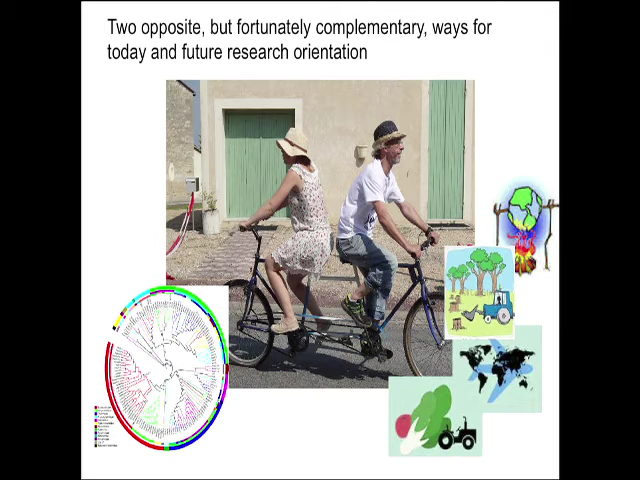 Two opposite, but fortunately complementary, ways for
today and future research orientation